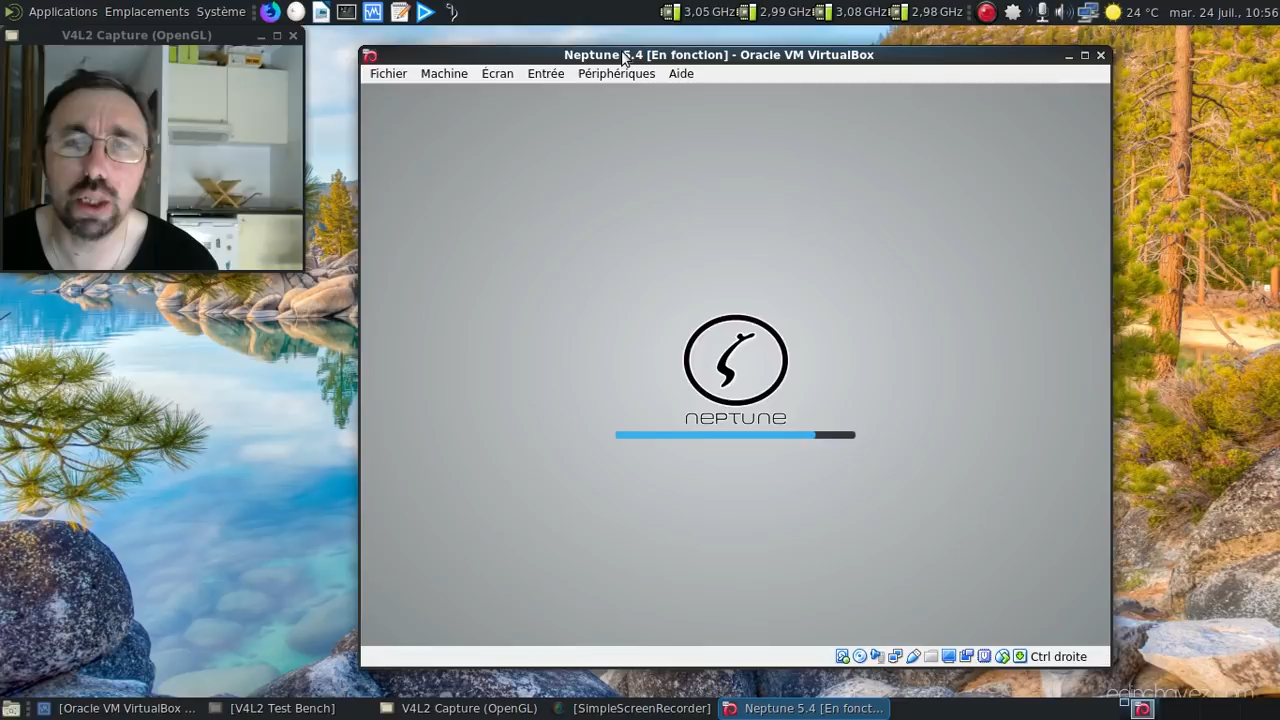 Applications Emplacements Système
3,05 GHz 2,99 GHz 3,08 GHz 2,98 GHz 24 °C mar. 24 juil., 10:56
V4L2 Capture (OpenGL)
Neptune 5.4 [En fonction] - Oracle VM VirtualBox
Fichier Machine Écran Entrée Périphériques Aide
NEPTUNE
Ctrl droite
[Oracle VM VirtualBox ... [V4L2 Test Bench] V4L2 Capture (OpenGL) [SimpleScreenRecorder] Neptune 5.4 [En fonct...